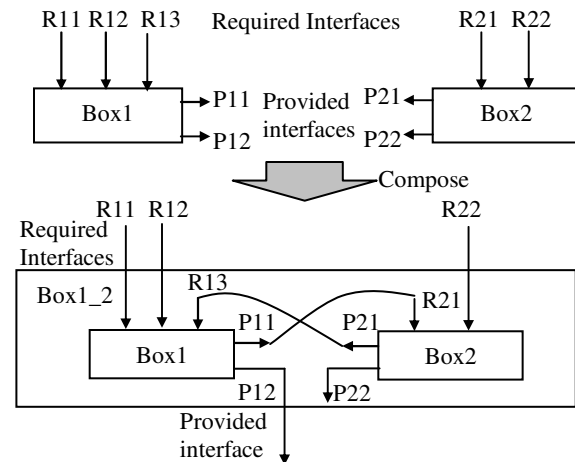 R11 R12 R13 Required Interfaces R21 R22
Box1 P11 Provided interfaces P21 Box2
P12 P22
Compose
R11 R12 R22
Required
Interfaces
Box1_2 R13 R21
P11 P21
Box1 Box2
P12 P22
Provided
interface